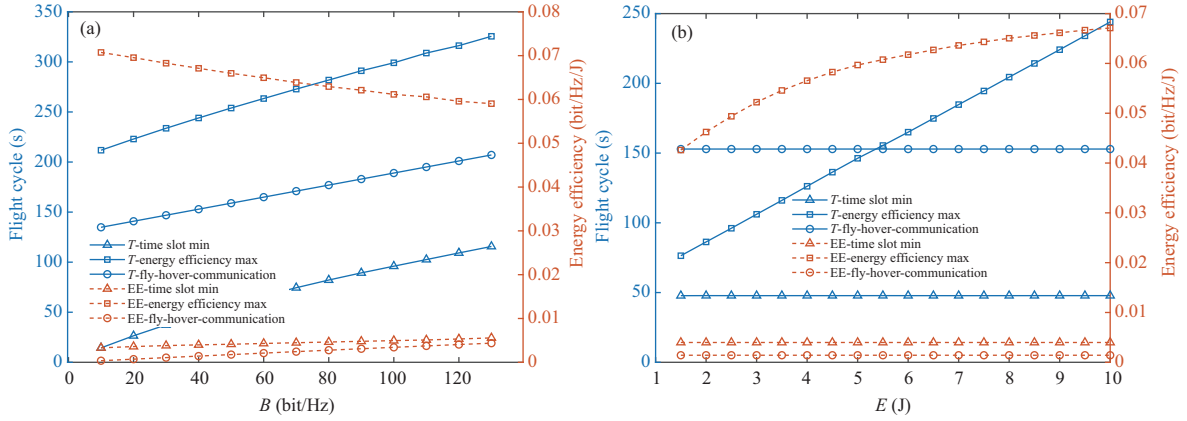 (a)
350
300
250
200
150
100
50
0
Flight cycle (s)
T-time slot min
T-energy efficiency max
T-fly-hover-communication
EE-time slot min
EE-energy efficiency max
EE-fly-hover-communication
0.08
0.07
0.06
0.05
0.04
0.03
0.02
0.01
0
Energy efficiency (bit/Hz/J)
0 20 40 60 80 100 120
B (bit/Hz)
(b)
250
200
150
100
50
0
Flight cycle (s)
T-time slot min
T-energy efficiency max
T-fly-hover-communication
EE-time slot min
EE-energy efficiency max
EE-fly-hover-communication
0.07
0.06
0.05
0.04
0.03
0.02
0.01
0
Energy efficiency (bit/Hz/J)
1 2 3 4 5 6 7 8 9 10
E (J)